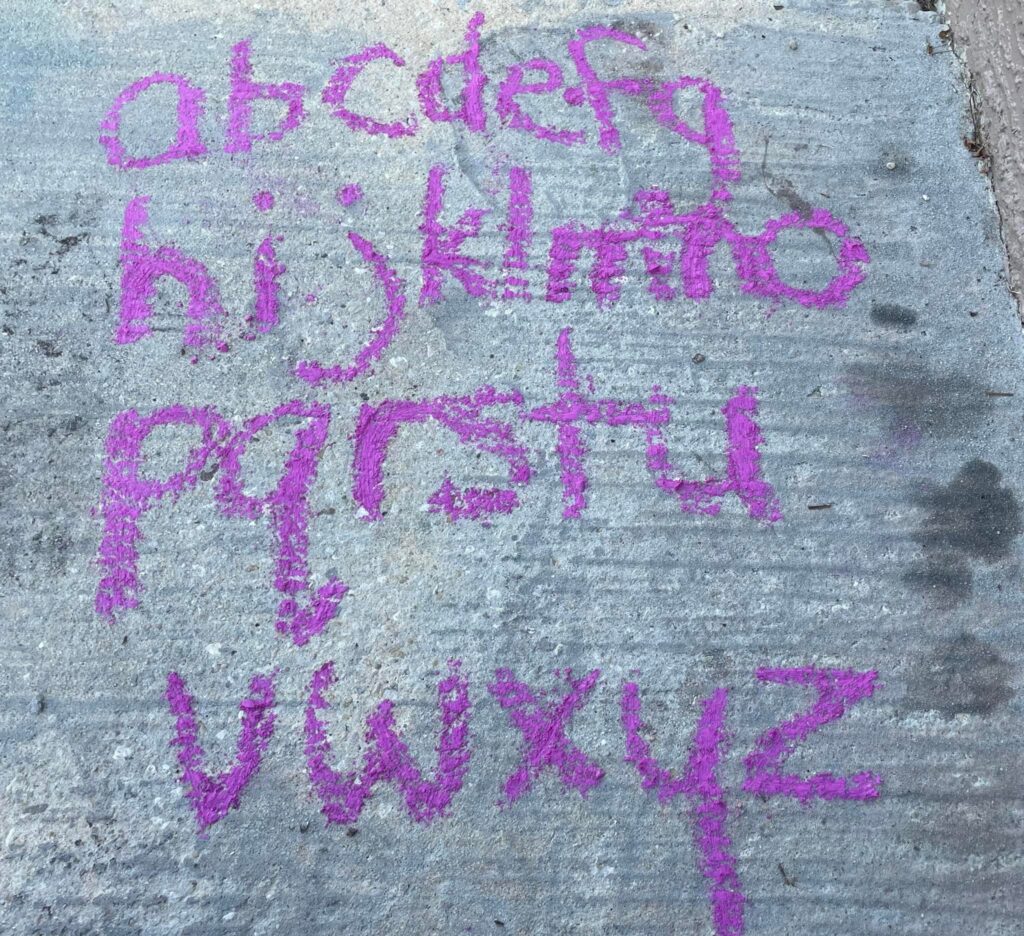 abcdefg
hijklmno
pqrstu
vwxyz